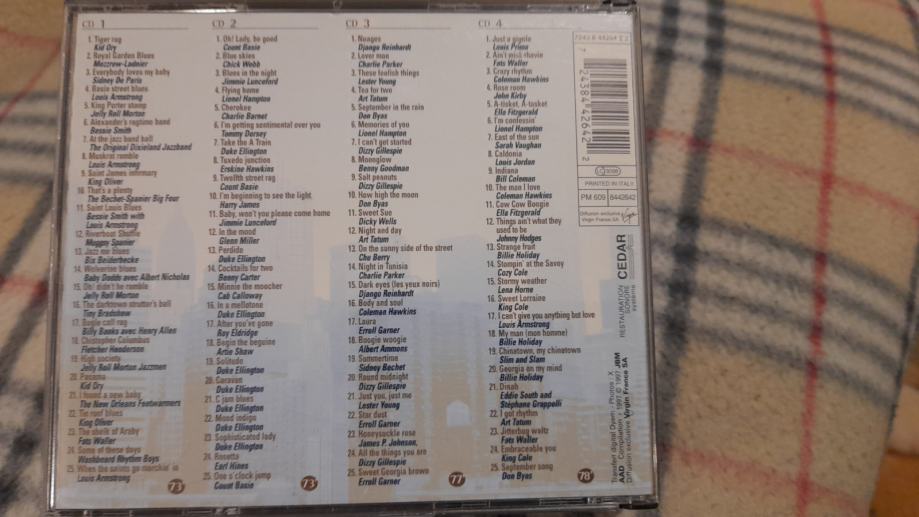 CD 1
1. Tiger rag
Kid Ory
2. Royal Garden Blues
Mezzrow-Ladnier
3. Everybody loves my baby
Sidney De Paris
4. Basin street blues
Louis Armstrong
5. King Porter stomp
Jelly Roll Morton
6. Alexander's ragtime band
Bessie Smith
7. At the jazz band ball
The Original Dixieland Jazzband
8. Muskrat ramble
Louis Armstrong
9. Saint James infirmary
King Oliver
10. That's a plenty
The Bechet-Spanier Big Four
11. Saint Louis Blues
Bessie Smith with
Louis Armstrong
12. Riverboat Shuffle
Muggsy Spanier
13. Jazz me blues
Bix Beiderbecke
14. Wolverine blues
Baby Dodds avec Albert Nicholas
15. Oh! didn't he ramble
Jelly Roll Morton
16. The darktown strutter's ball
Tiny Bradshaw
17. Bugle call rag
Billy Banks avec Henry Allen
18. Christopher Columbus
Fletcher Henderson
19. High society
Jelly Roll Morton Jazzmen
20. Panama
Kid Ory
21. I found a new baby
The New Orleans Feetwarmers
22. Tin roof blues
King Oliver
23. The sheik of Araby
Fats Waller
24. Some of these days
Washboard Rhythm Boys
25. When the saints go marchin' in
Louis Armstrong
73
CD 2
1. Oh! Lady, be good
Count Basie
2. Blue skies
Chick Webb
3. Blues in the night
Jimmie Lunceford
4. Flying home
Lionel Hampton
5. Cherokee
Charlie Barnet
6. I'm getting sentimental over you
Tommy Dorsey
7. Take the A Train
Duke Ellington
8. Tuxedo junction
Erskine Hawkins
9. Twelfth street rag
Count Basie
10. I'm beginning to see the light
Harry James
11. Baby, won't you please come home
Jimmie Lunceford
12. In the mood
Glenn Miller
13. Perdido
Duke Ellington
14. Cocktails for two
Benny Carter
15. Minnie the moocher
Cab Calloway
16. In a mellotone
Duke Ellington
17. After you've gone
Roy Eldridge
18. Begin the beguine
Artie Shaw
19. Solitude
Duke Ellington
20. Caravan
Duke Ellington
21. C jam blues
Duke Ellington
22. Mood indigo
Duke Ellington
23. Sophisticated lady
Duke Ellington
24. Rosetta
Earl Hines
25. One o'clock jump
Count Basie
73
CD 3
1. Nuages
Django Reinhardt
2. Lover man
Charlie Parker
3. These foolish things
Lester Young
4. Tea for two
Art Tatum
5. September in the rain
Don Byas
6. Memories of you
Lionel Hampton
7. I can't get started
Dizzy Gillespie
8. Moonglow
Benny Goodman
9. Salt peanuts
Dizzy Gillespie
10. How high the moon
Don Byas
11. Sweet Sue
Dicky Wells
12. Night and day
Art Tatum
13. On the sunny side of the street
Chu Berry
14. Night in Tunisia
Charlie Parker
15. Dark eyes (les yeux noirs)
Django Reinhardt
16. Body and soul
Coleman Hawkins
17. Laura
Erroll Garner
18. Boogie woogie
Albert Ammons
19. Summertime
Sidney Bechet
20. Round midnight
Dizzy Gillespie
21. Just you, just me
Lester Young
22. Star dust
Erroll Garner
23. Honeysuckle rose
James P. Johnson,
24. All the things you are
Dizzy Gillespie
25. Sweet Georgia brown
Erroll Garner
77
CD 4
1. Just a gigolo
Louis Prima
2. Ain't misbehavin
Fats Waller
3. Crazy rhythm
Coleman Hawkins
4. Rose room
John Kirby
5. A-tisket, A-tasket
Ella Fitzgerald
6. I'm confessin'
Lionel Hampton
7. East of the sun
Sarah Vaughan
8. Caldonia
Louis Jordan
9. Indiana
Bill Coleman
10. The man I love
Coleman Hawkins
11. Cow Cow Boogie
Ella Fitzgerald
12. Things ain't what they
used to be
Johnny Hodges
13. Strange fruit
Billie Holiday
14. Stompin' at the Savoy
Cozy Cole
15. Stormy weather
Lena Horne
16. Sweet Lorraine
King Cole
17. I can't give you anything but love
Louis Armstrong
18. My man (mon homme)
Billie Holiday
19. Chinatown, my chinatown
Slim and Slam
20. Georgia on my mind
Billie Holiday
21. Dinah
Eddie South and
Stéphane Grappelli
22. I got rhythm
Art Tatum
23. Jitterbug waltz
Fats Waller
24. Embraceable you
King Cole
25. September song
Don Byas
78
7 24384 42642 2
LC 3098
PRINTED IN ITALY
PM 609 8442642
Diffusion exclusive
Virgin France SA
RESTAURATION
SONORE
CEDAR
système
Transfert digital Dyam - Photos : X
AAD - Compilation ℗ 1997 © 1997 JBM
Diffusion exclusive Virgin France SA